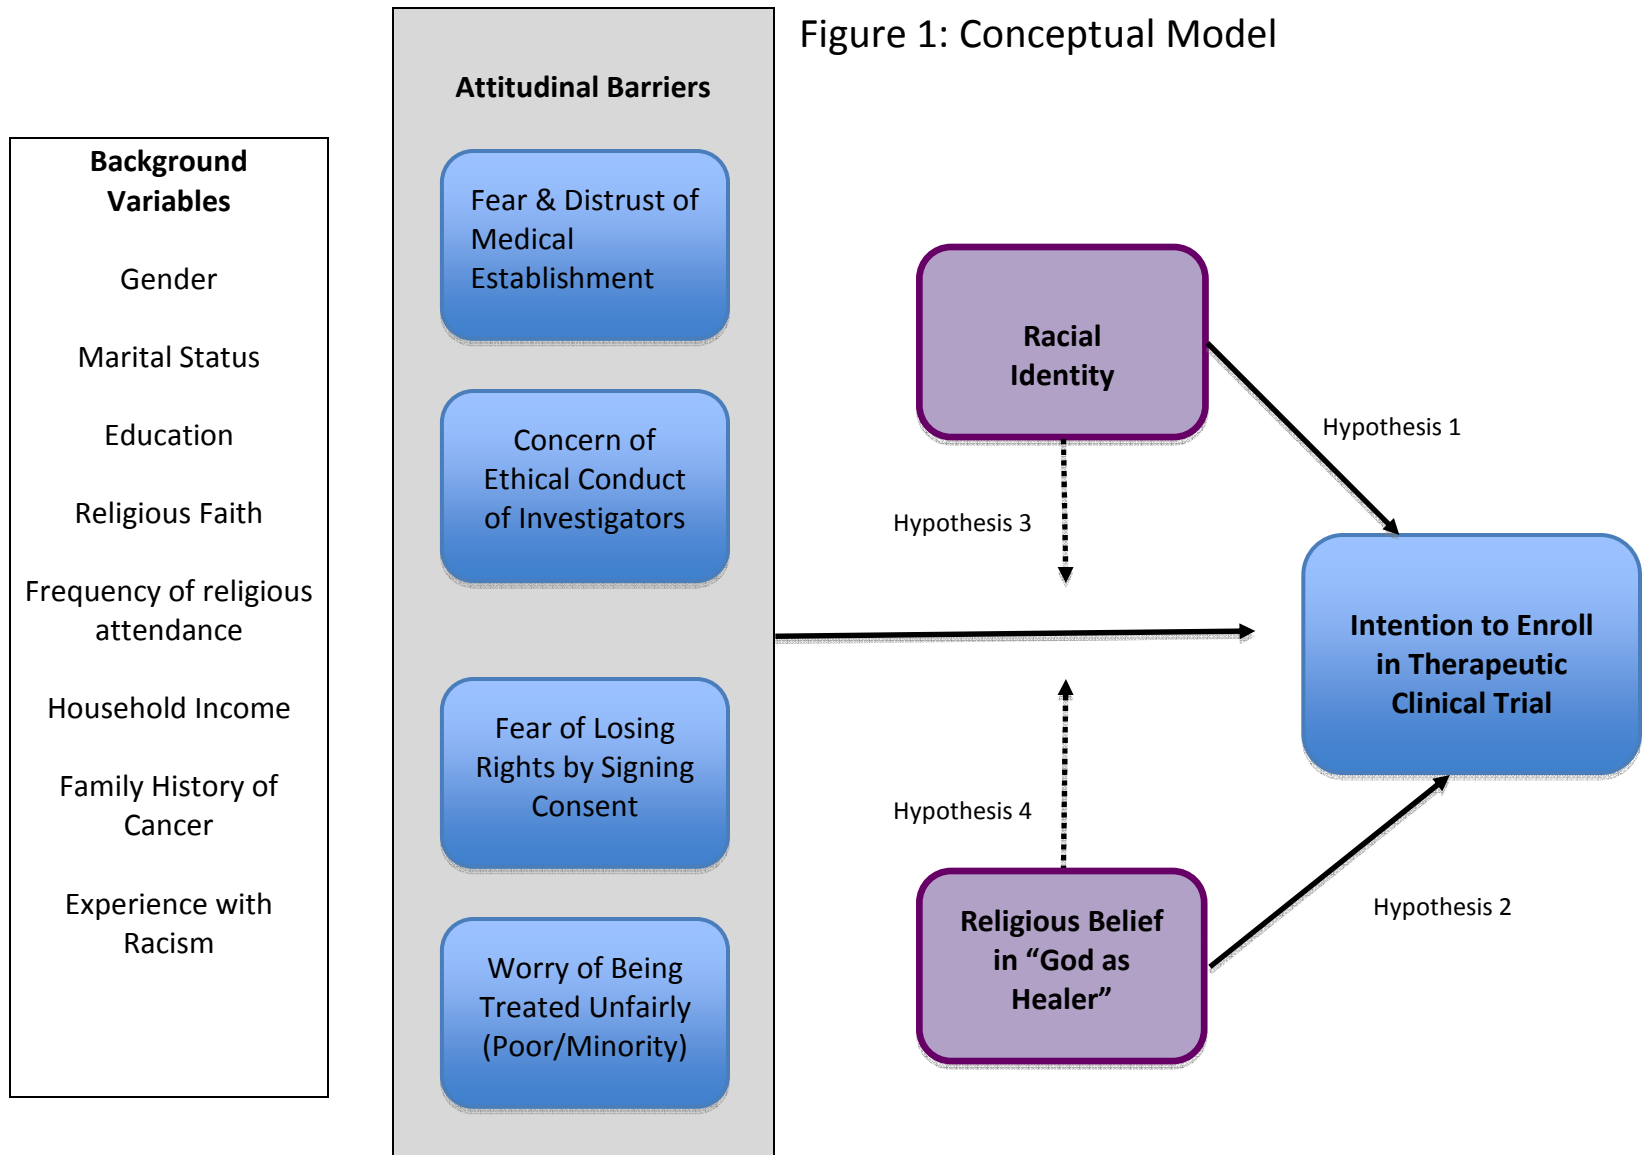 Figure 1: Conceptual Model
Background
Variables
Gender
Marital Status
Education
Religious Faith
Frequency of religious
attendance
Household Income
Family History of
Cancer
Experience with
Racism
Attitudinal Barriers
Fear & Distrust of
Medical
Establishment
Concern of
Ethical Conduct
of Investigators
Fear of Losing
Rights by Signing
Consent
Worry of Being
Treated Unfairly
(Poor/Minority)
Racial
Identity
Hypothesis 1
Hypothesis 3
Intention to Enroll
in Therapeutic
Clinical Trial
Hypothesis 4
Religious Belief
in “God as
Healer”
Hypothesis 2